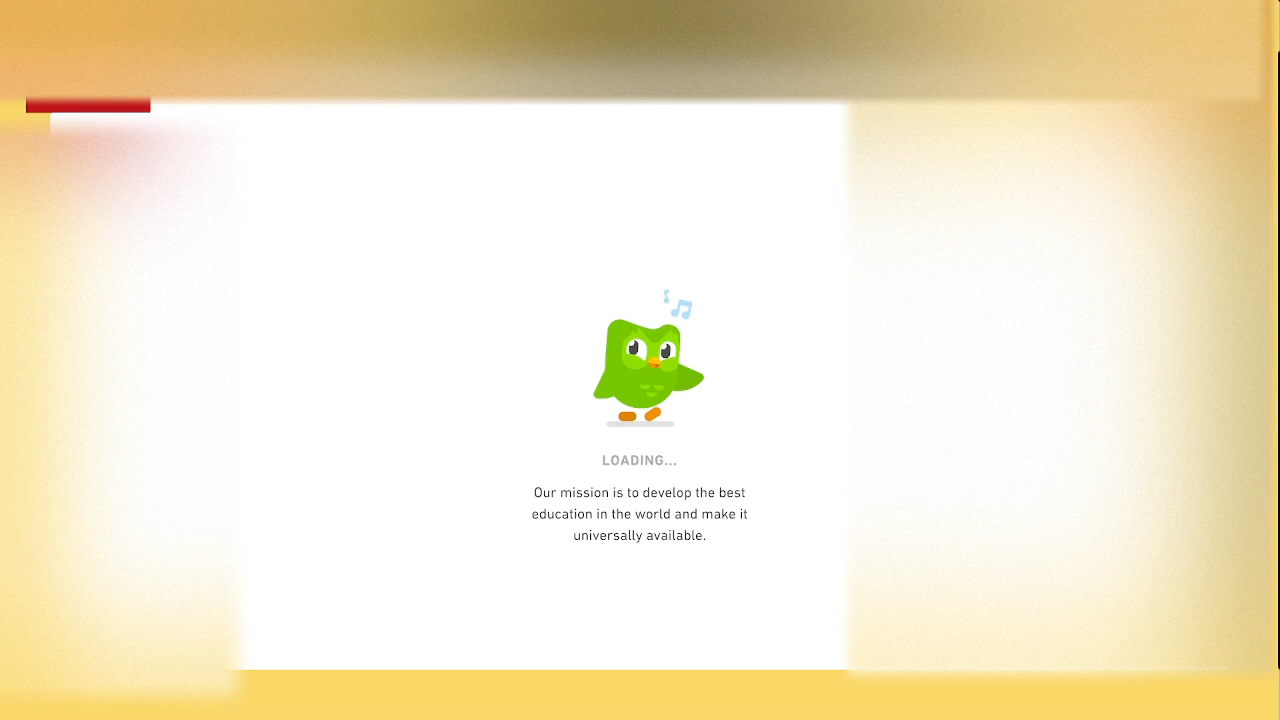 LOADING...
Our mission is to develop the best
education in the world and make it
universally available.